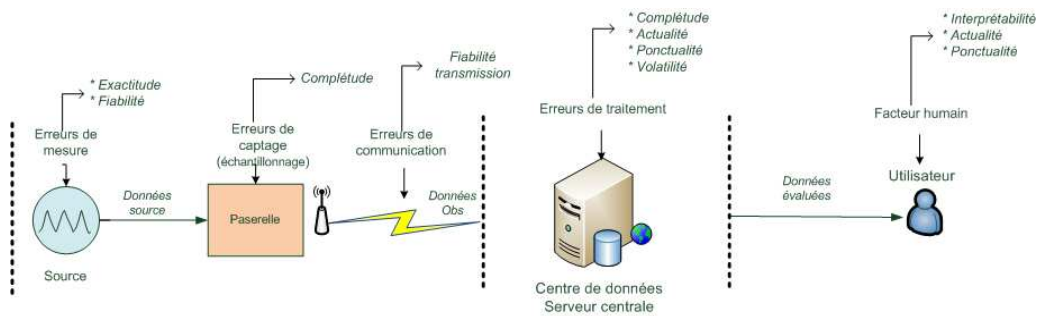 * Exactitude
* Fiabilité
Erreurs de
mesure
Source
Données
source
Complétude
Erreurs de
captage
(échantillonnage)
Paserelle
Fiabilité
transmission
Erreurs de
communication
Données
Obs
* Complétude
* Actualité
* Ponctualité
* Volatilité
Erreurs de traitement
Centre de données
Serveur centrale
Données
évaluées
* Interprétabilité
* Actualité
* Ponctualité
Facteur humain
Utilisateur